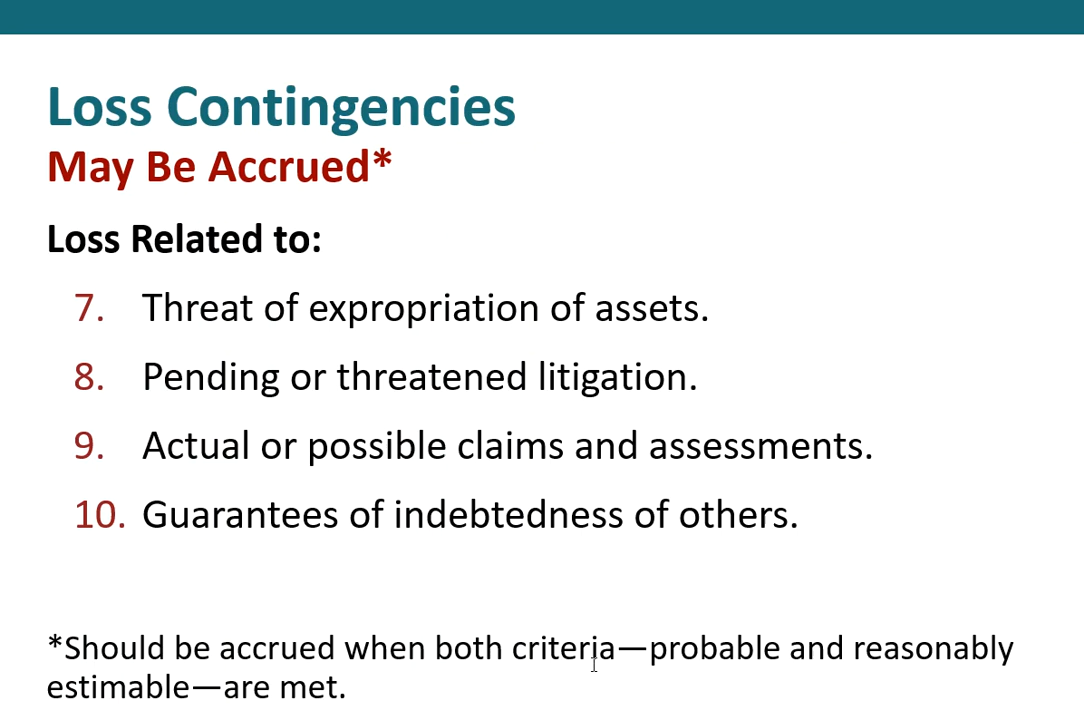 Loss Contingencies
May Be Accrued*
Loss Related to:
7. Threat of expropriation of assets.
8. Pending or threatened litigation.
9. Actual or possible claims and assessments.
10. Guarantees of indebtedness of others.
*Should be accrued when both criteria—probable and reasonably
estimable—are met.